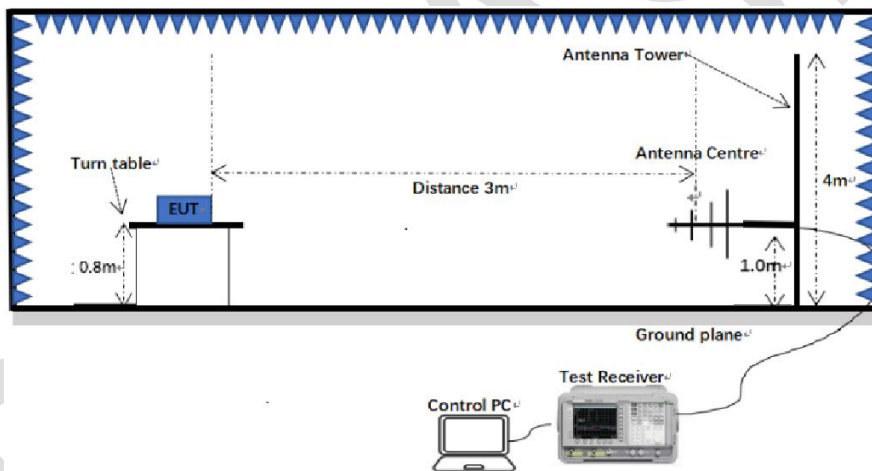 Antenna Tower
Turn table
Antenna Centre
Distance 3m
4m
EUT
0.8m
1.0m
Ground plane
Test Receiver
Control PC